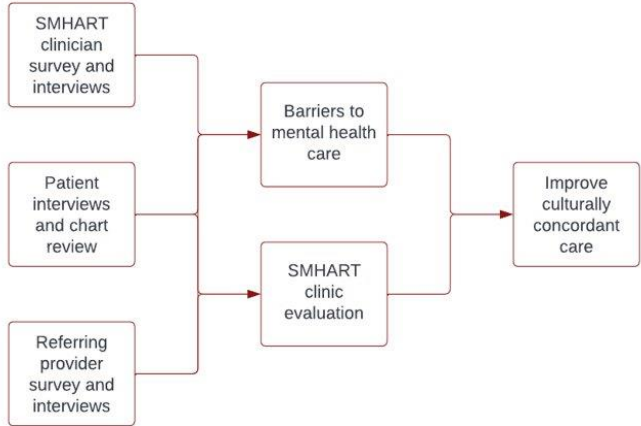 SMHART
clinician
survey and
interviews
Barriers to
mental health
care
Patient
interviews
and chart
review
Improve
culturally
concordant
care
SMHART
clinic
evaluation
Referring
provider
survey and
interviews